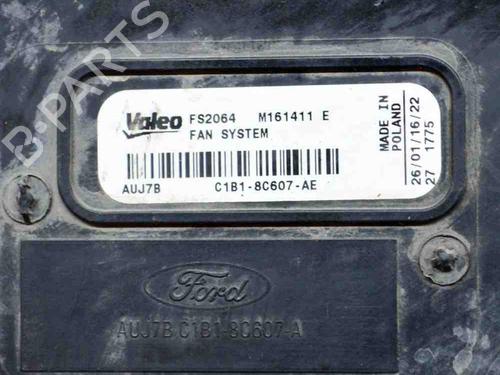 B-PARTS
Valeo FS2064 M161411 E
FAN SYSTEM
AUJ7B C1B1-8C607-AE
MADE IN
POLAND
26/01/16/22
27 1775
Ford
AUJ7B C1B1-8C607-A